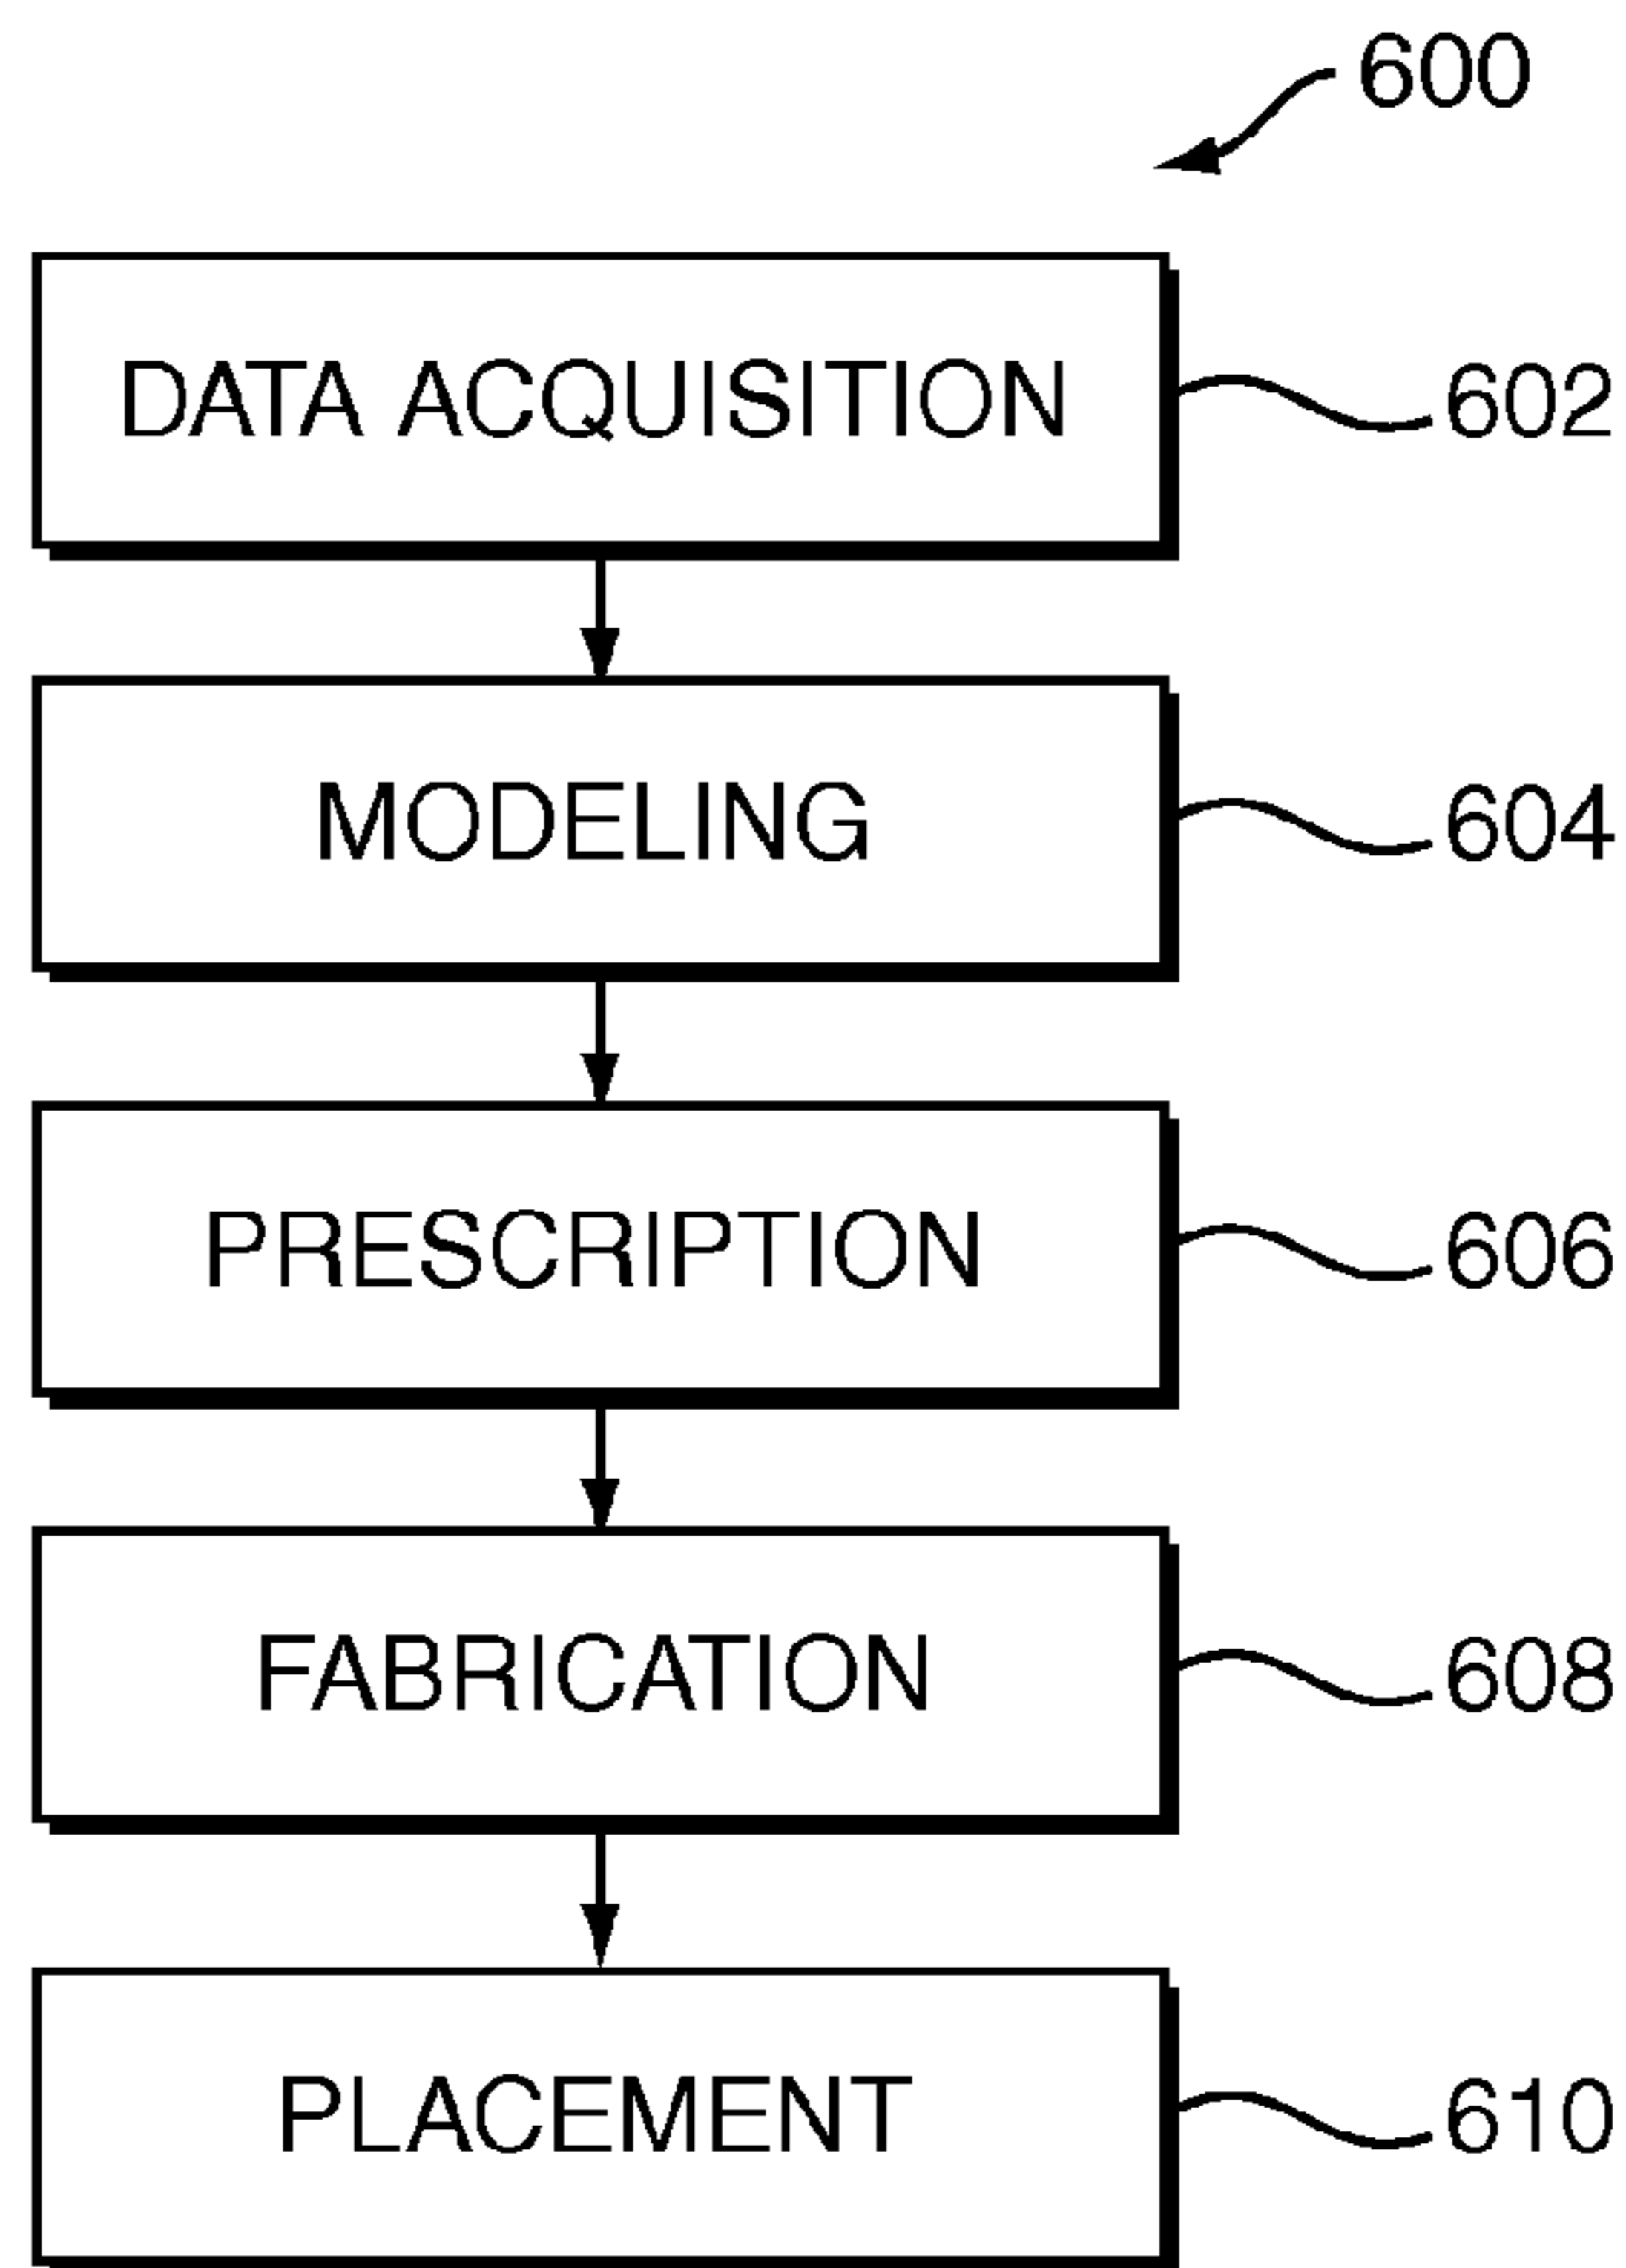 600
DATA ACQUISITION 602
MODELING 604
PRESCRIPTION 606
FABRICATION 608
PLACEMENT 610